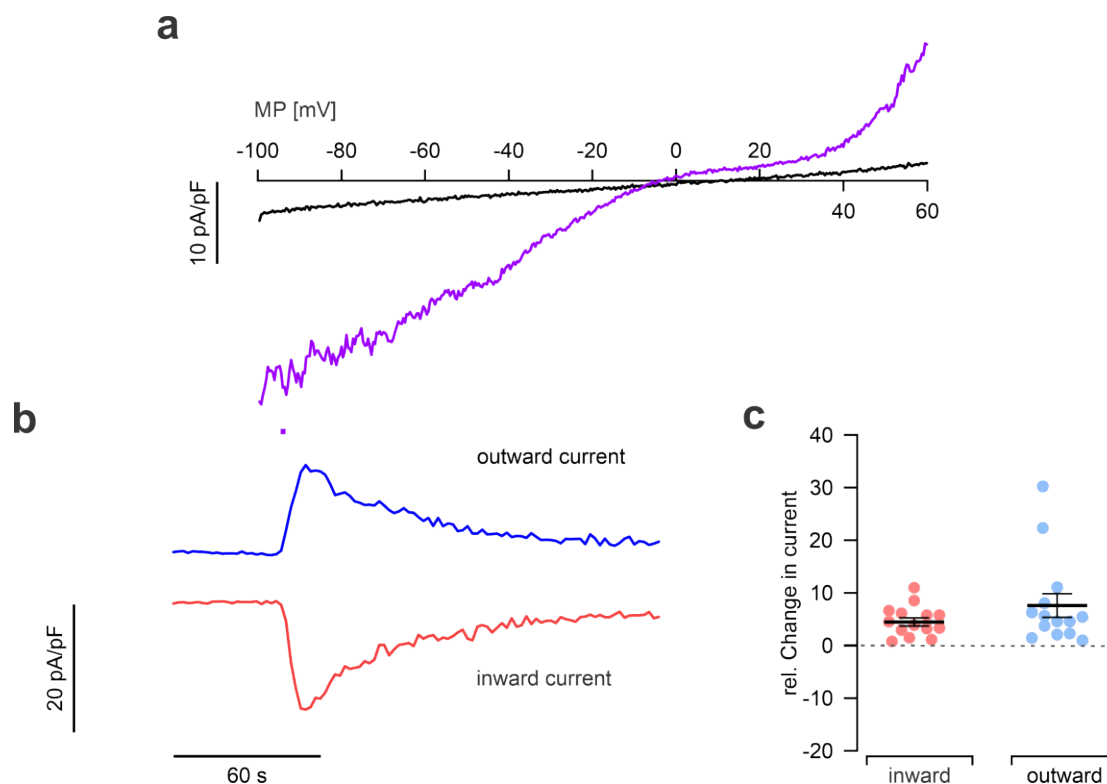 a
MP [mV]
-100 -80 -60 -40 -20 0 20
40 60
10 pA/pF
b
outward current
inward current
20 pA/pF
60 s
c
rel. Change in current
40
30
20
10
0
-10
-20
inward outward